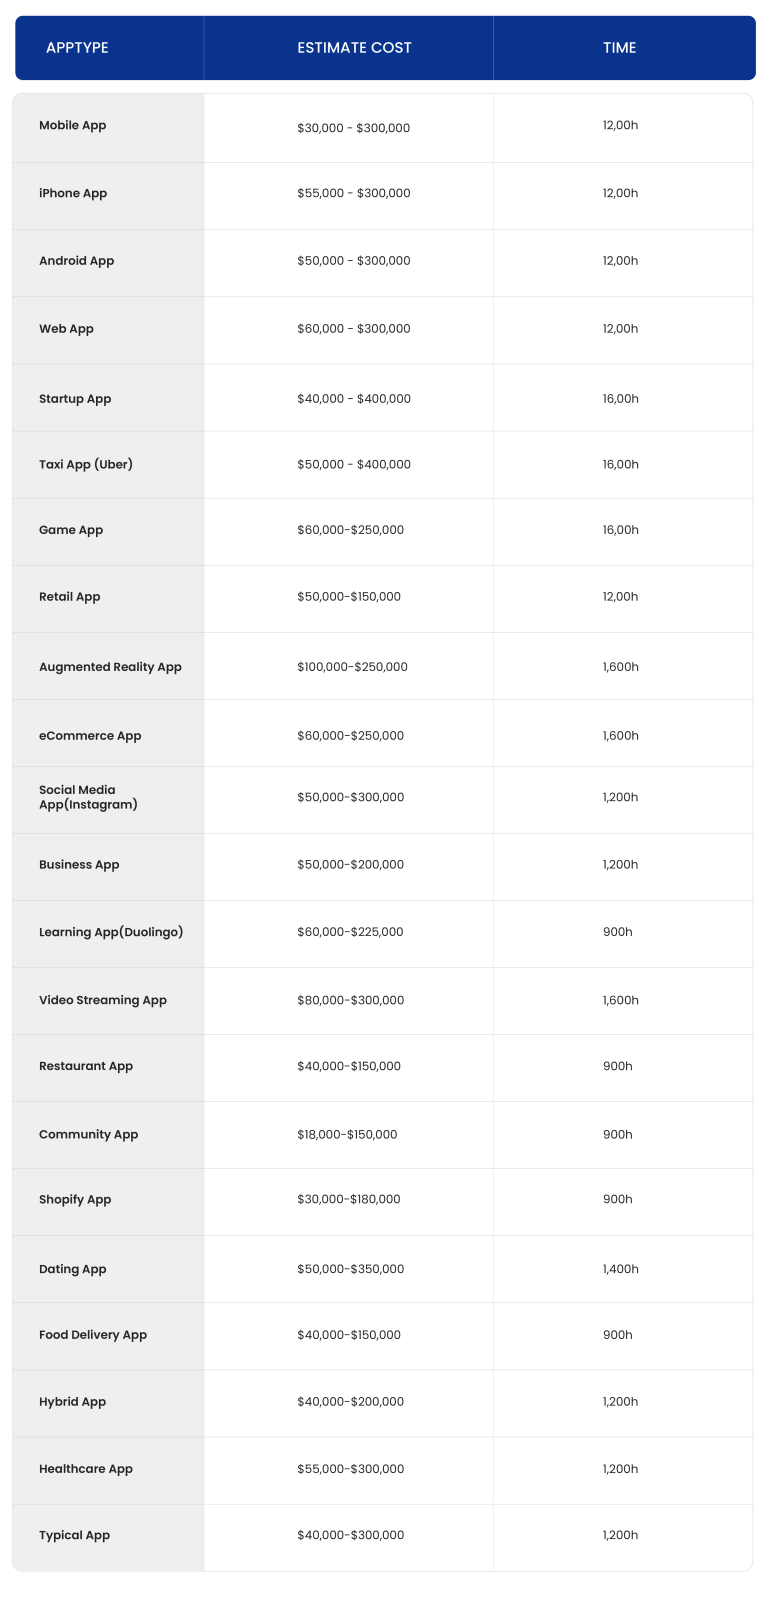 APPTYPE ESTIMATE COST TIME
Mobile App $30,000 - $300,000 12,00h
iPhone App $55,000 - $300,000 12,00h
Android App $50,000 - $300,000 12,00h
Web App $60,000 - $300,000 12,00h
Startup App $40,000 - $400,000 16,00h
Taxi App (Uber) $50,000 - $400,000 16,00h
Game App $60,000-$250,000 16,00h
Retail App $50,000-$150,000 12,00h
Augmented Reality App $100,000-$250,000 1,600h
eCommerce App $60,000-$250,000 1,600h
Social Media
App(Instagram) $50,000-$300,000 1,200h
Business App $50,000-$200,000 1,200h
Learning App(Duolingo) $60,000-$225,000 900h
Video Streaming App $80,000-$300,000 1,600h
Restaurant App $40,000-$150,000 900h
Community App $18,000-$150,000 900h
Shopify App $30,000-$180,000 900h
Dating App $50,000-$350,000 1,400h
Food Delivery App $40,000-$150,000 900h
Hybrid App $40,000-$200,000 1,200h
Healthcare App $55,000-$300,000 1,200h
Typical App $40,000-$300,000 1,200h